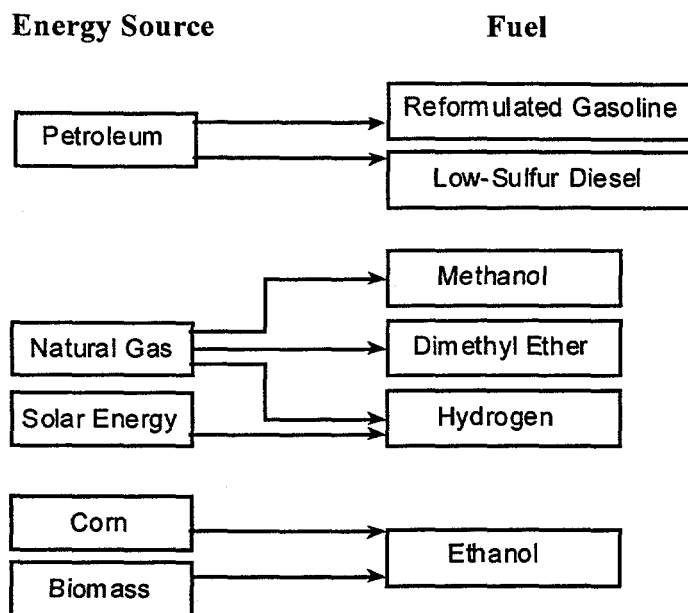 Energy Source
Fuel
Petroleum
Reformulated Gasoline
Low-Sulfur Diesel
Natural Gas
Methanol
Dimethyl Ether
Solar Energy
Hydrogen
Corn
Biomass
Ethanol